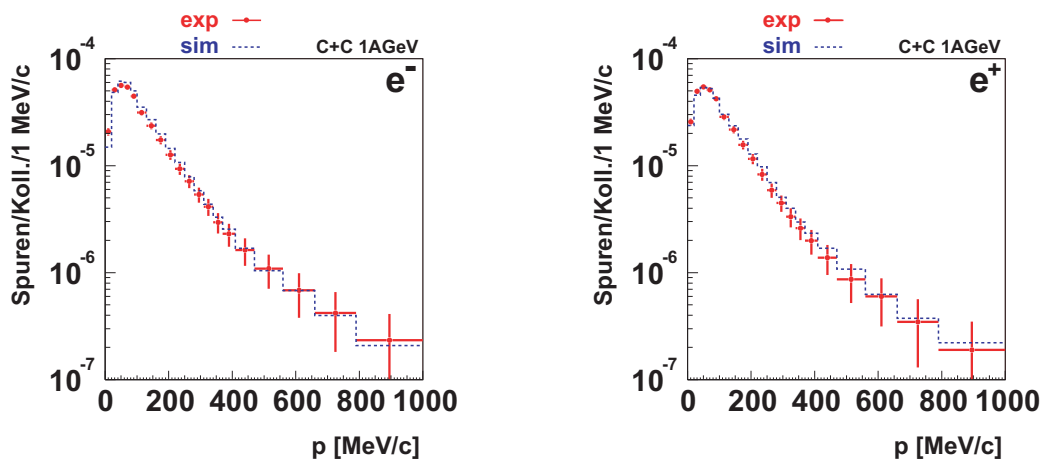 exp
sim
C+C 1AGeV
e-
Spuren/Koll./1 MeV/c
10-4
10-5
10-6
10-7
0 200 400 600 800 1000
p [MeV/c]
exp
sim
C+C 1AGeV
e+
Spuren/Koll./1 MeV/c
10-4
10-5
10-6
10-7
0 200 400 600 800 1000
p [MeV/c]